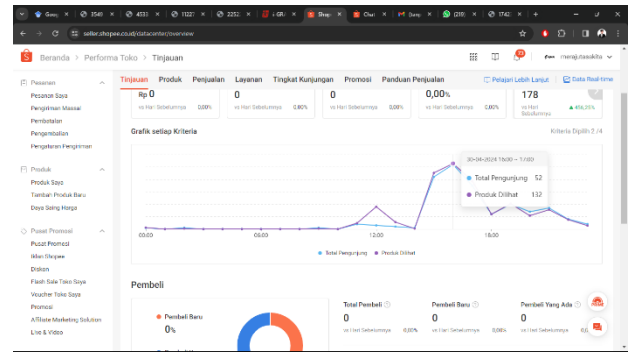 seller.shopee.co.id/datacenter/overview
Beranda > Performa Toko > Tinjauan
merajutasakita
Pesanan
Pesanan Saya
Pengiriman Massal
Pembatalan
Pengembalian
Pengaturan Pengiriman
Produk
Produk Saya
Tambah Produk Baru
Daya Saing Harga
Pusat Promosi
Pusat Promosi
Iklan Shopee
Diskon
Flash Sale Toko Saya
Voucher Toko Saya
Promosi
Affiliate Marketing Solution
Live & Video
Tinjauan Produk Penjualan Layanan Tingkat Kunjungan Promosi Panduan Penjualan
Pelajari Lebih Lanjut Data Real-time
Rp 0 0 0 0,00% 178
vs Hari Sebelumnya 0,00% vs Hari Sebelumnya 0,00% vs Hari Sebelumnya 0,00% vs Hari Sebelumnya 0,00% vs Hari Sebelumnya
Grafik setiap Kriteria
Kriteria Dipilih 2 /4
30-04-2024 16:00 – 17:00
Total Pengunjung 52
Produk Dilihat 132
00:00 06:00 12:00 18:00
Total Pengunjung Produk Dilihat
Pembeli
Pembeli Baru
0%
Total Pembeli Pembeli Baru Pembeli Yang Ada
0 0 0
vs Hari Sebelumnya 0,00% vs Hari Sebelumnya 0,00% vs Hari Sebelumnya